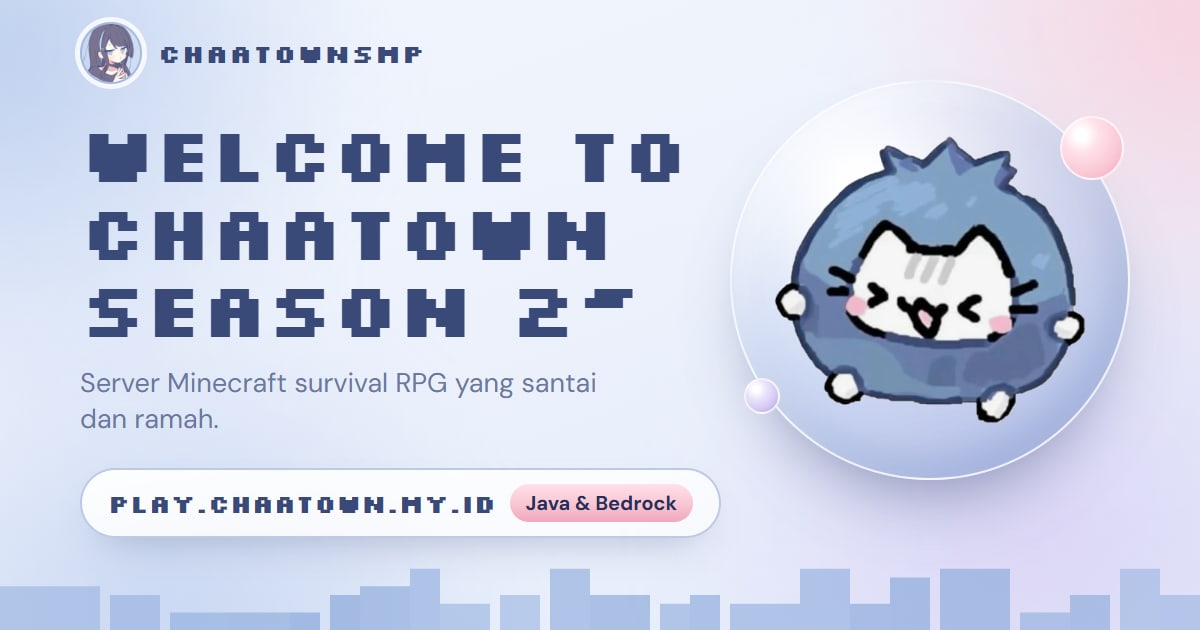 CHAATOWNSMP
WELCOME TO
CHAATOWN
SEASON 2~
Server Minecraft survival RPG yang santai
dan ramah.
PLAY.CHAATOWN.MY.ID
Java & Bedrock